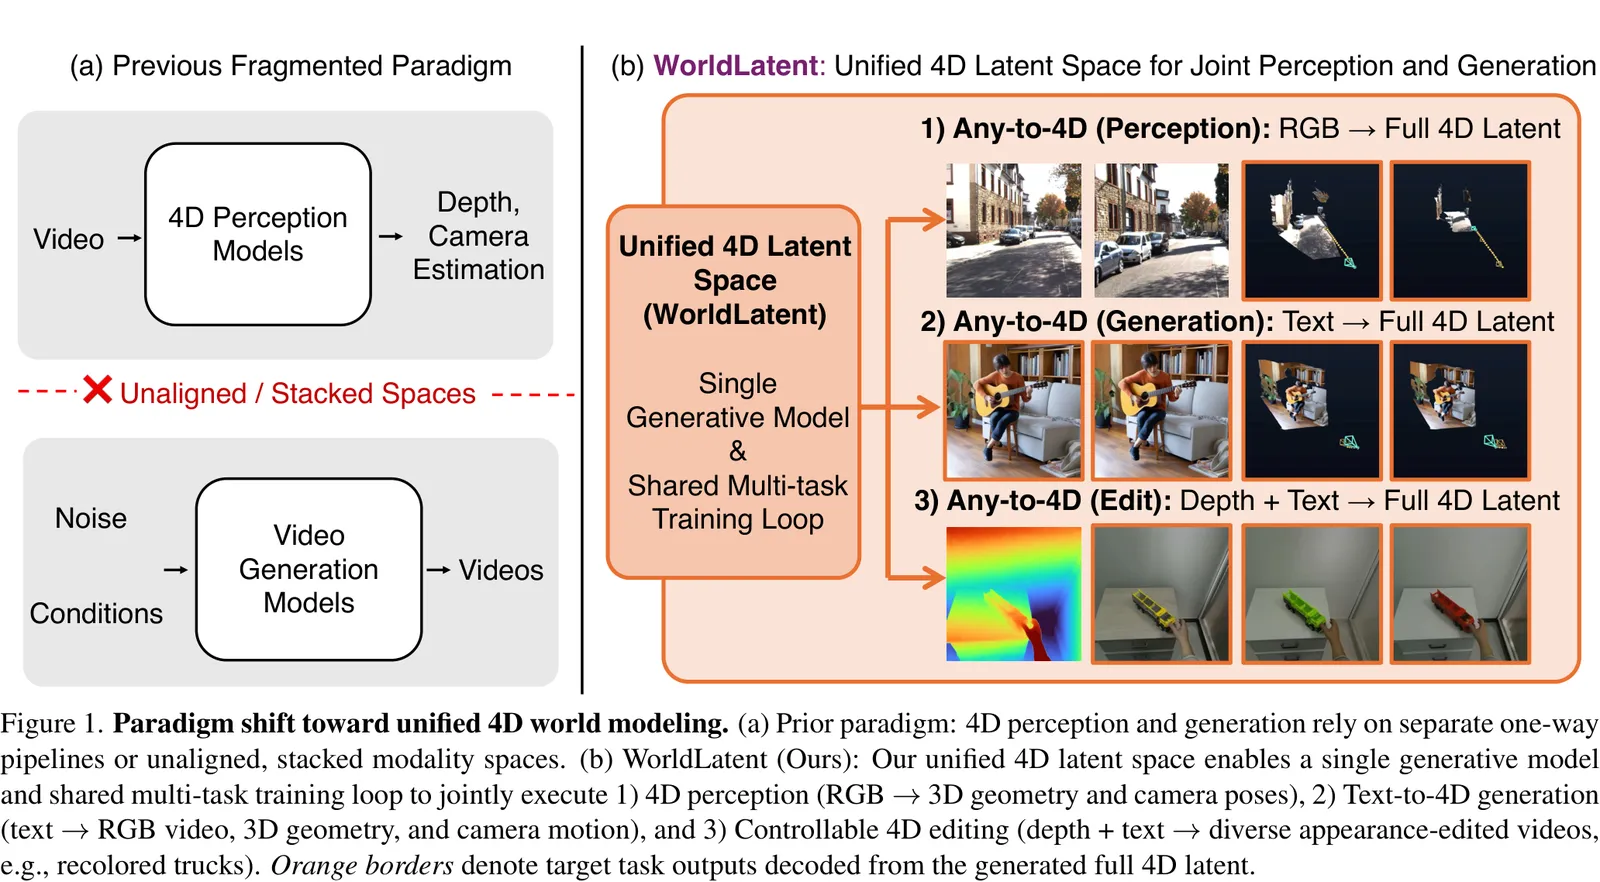 (a) Previous Fragmented Paradigm
Video
4D Perception
Models
Depth,
Camera
Estimation
Unaligned / Stacked Spaces
Noise
Conditions
Video
Generation
Models
Videos
(b) WorldLatent: Unified 4D Latent Space for Joint Perception and Generation
Unified 4D Latent
Space
(WorldLatent)
Single
Generative Model
&
Shared Multi-task
Training Loop
1) Any-to-4D (Perception): RGB → Full 4D Latent
2) Any-to-4D (Generation): Text → Full 4D Latent
3) Any-to-4D (Edit): Depth + Text → Full 4D Latent
Figure 1. Paradigm shift toward unified 4D world modeling. (a) Prior paradigm: 4D perception and generation rely on separate one-way
pipelines or unaligned, stacked modality spaces. (b) WorldLatent (Ours): Our unified 4D latent space enables a single generative model
and shared multi-task training loop to jointly execute 1) 4D perception (RGB → 3D geometry and camera poses), 2) Text-to-4D generation
(text → RGB video, 3D geometry, and camera motion), and 3) Controllable 4D editing (depth + text → diverse appearance-edited videos,
e.g., recolored trucks). Orange borders denote target task outputs decoded from the generated full 4D latent.